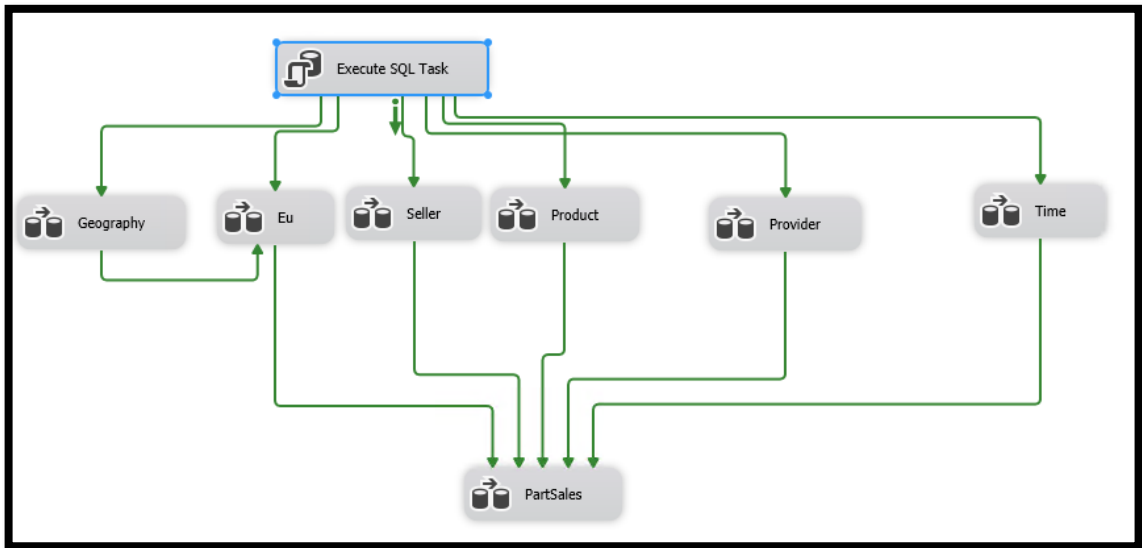 Execute SQL Task
Geography
Eu
Seller
Product
Provider
Time
PartSales